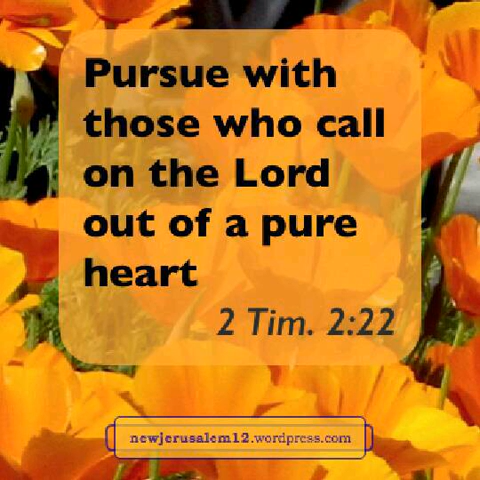 Pursue with
those who call
on the Lord
out of a pure
heart
2 Tim. 2:22
newjerusalem12.wordpress.com